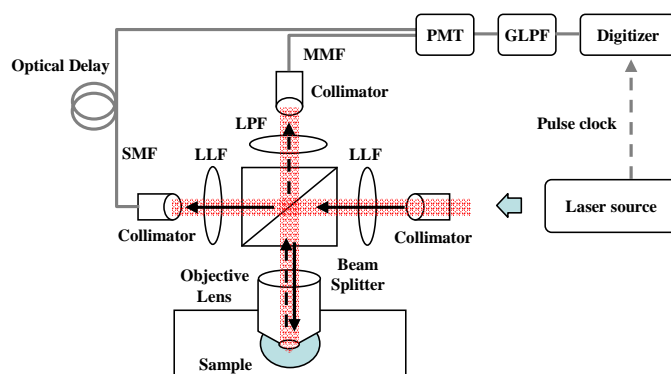 PMT
GLPF
Digitizer
MMF
Optical Delay
Collimator
LPF
Pulse clock
SMF
LLF
LLF
Laser source
Collimator
Collimator
Beam
Splitter
Objective
Lens
Sample